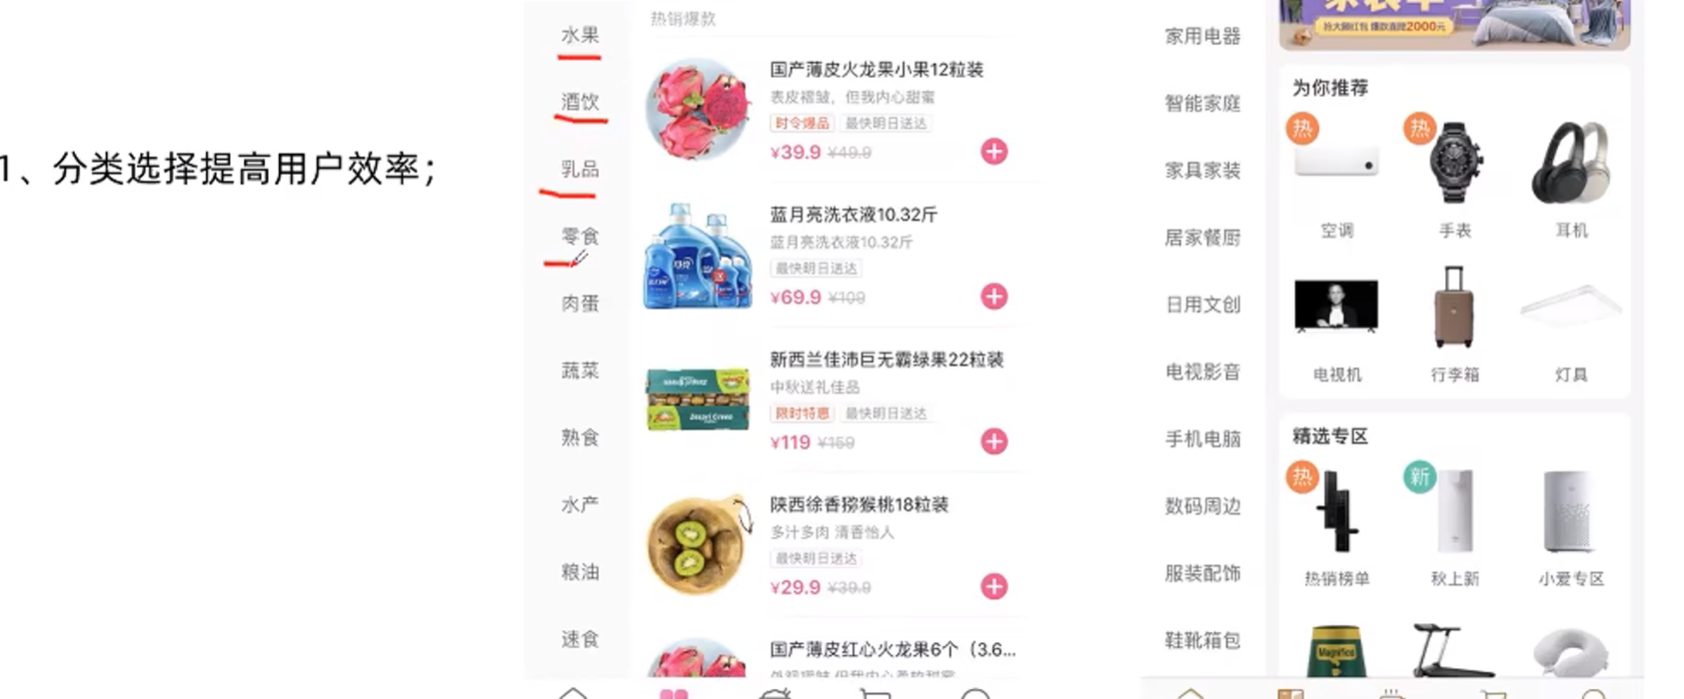 1、分类选择提高用户效率；
水果
酒饮
乳品
零食
肉蛋
蔬菜
熟食
水产
粮油
速食
热销爆款
国产薄皮火龙果小果12粒装
表皮褶皱，但我内心甜蜜
时令爆品 最快明日送达
¥39.9 ¥49.9
蓝月亮洗衣液10.32斤
蓝月亮洗衣液10.32斤
最快明日送达
¥69.9 ¥109
新西兰佳沛巨无霸绿果22粒装
中秋送礼佳品
限时特惠 最快明日送达
¥119 ¥159
陕西徐香猕猴桃18粒装
多汁多肉 清香怡人
最快明日送达
¥29.9 ¥39.9
国产薄皮红心火龙果6个（3.6...
家用电器
智能家庭
家具家装
居家餐厨
日用文创
电视影音
手机电脑
数码周边
服装配饰
鞋靴箱包
抢大额红包 爆款直降2000元
为你推荐
热
热
空调
手表
耳机
电视机
行李箱
灯具
精选专区
热
新
热销榜单
秋上新
小爱专区
Magnifico